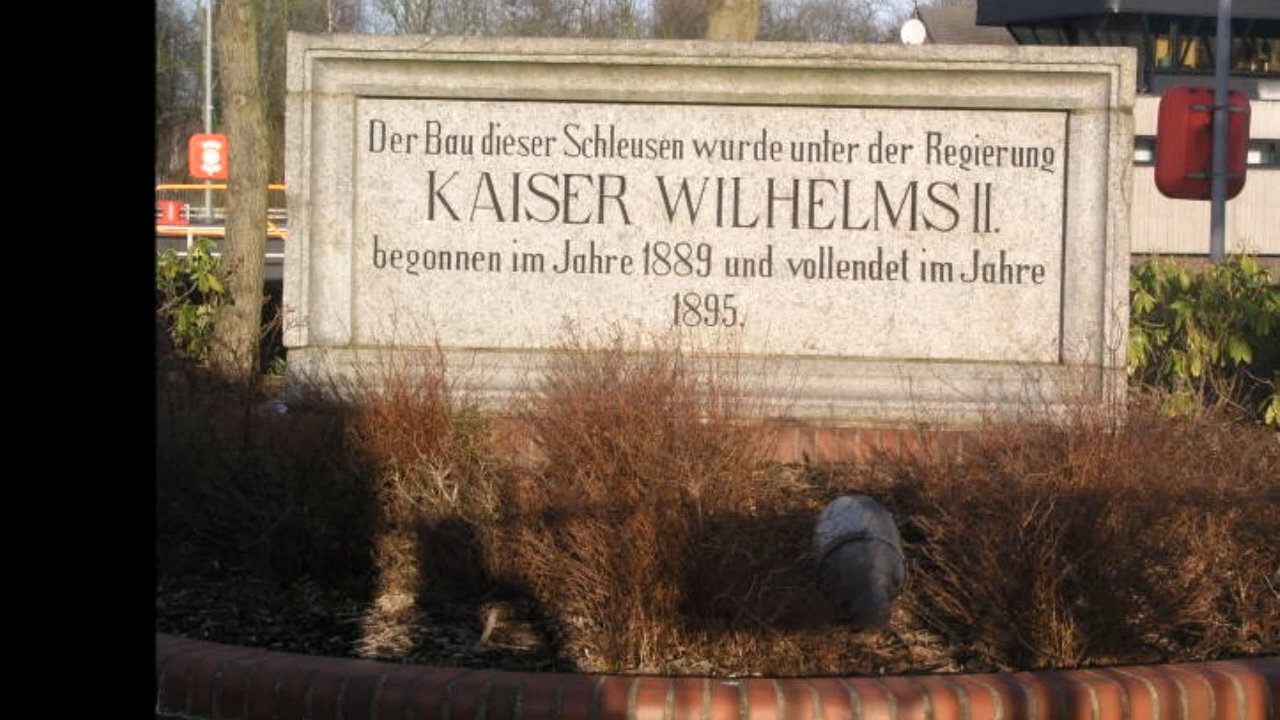 Der Bau dieser Schleusen wurde unter der Regierung
KAISER WILHELMS II.
begonnen im Jahre 1889 und vollendet im Jahre
1895.